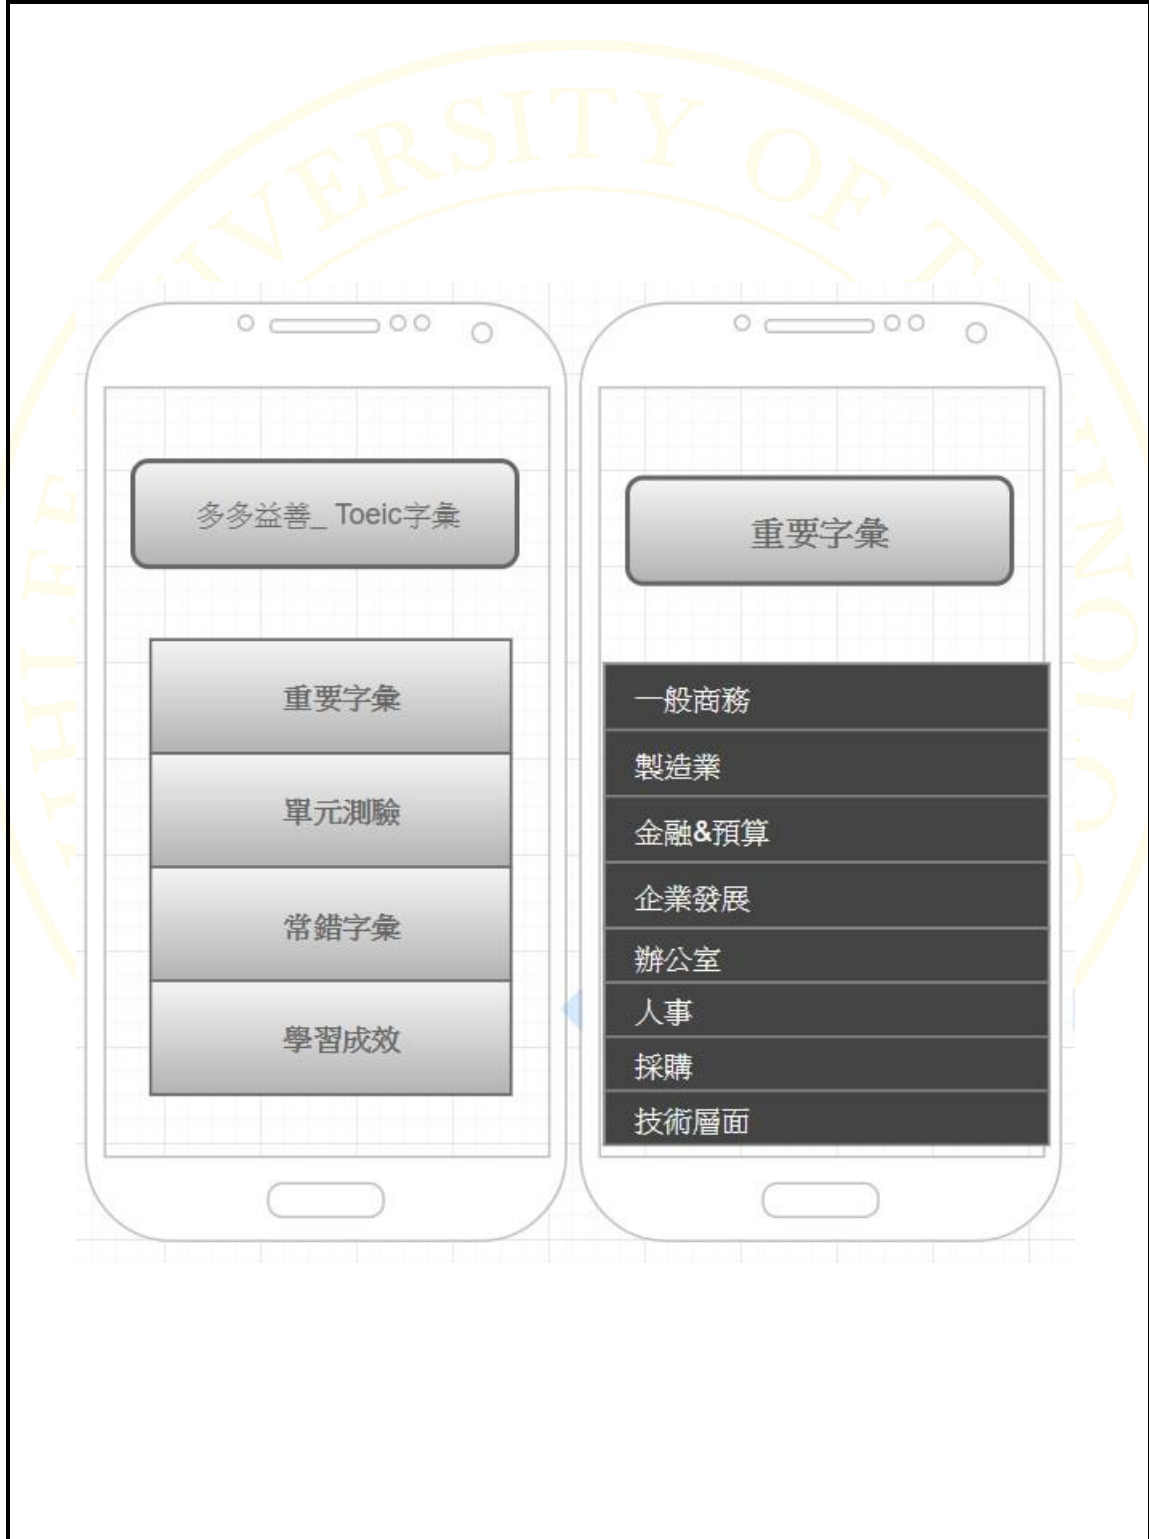 UNIVERSITY OF TECHNOLOGY
多多益善_ Toeic字彙
重要字彙
單元測驗
常錯字彙
學習成效
重要字彙
一般商務
製造業
金融&預算
企業發展
辦公室
人事
採購
技術層面